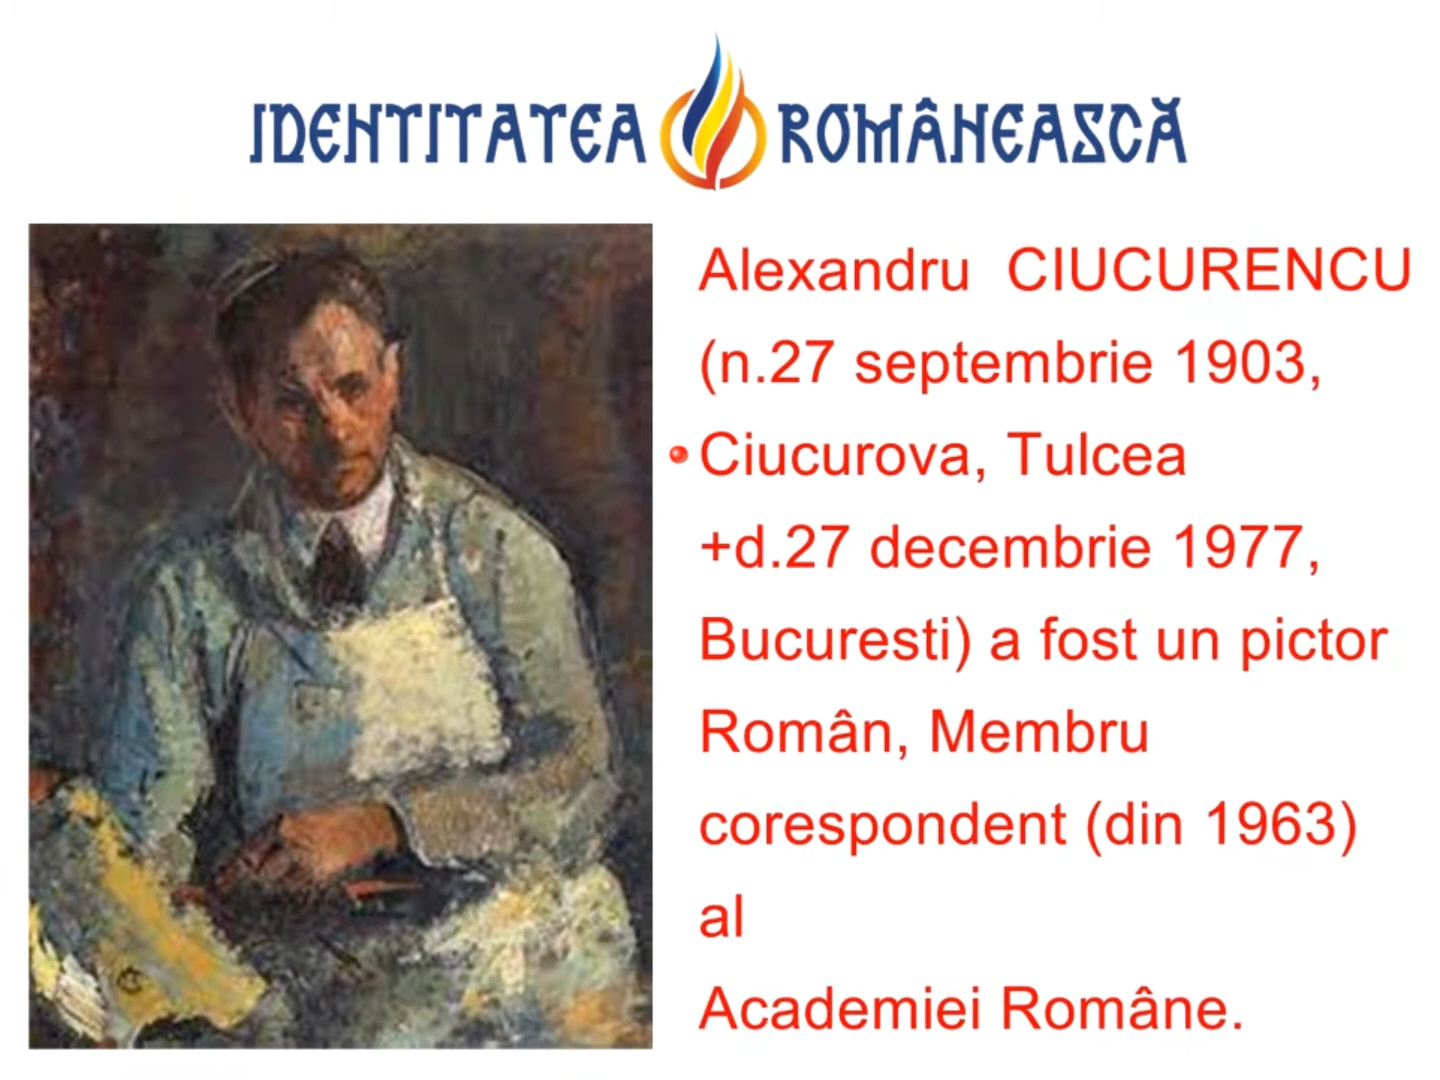 IDENTITATEA ROMÂNEASCĂ
Alexandru CIUCURENCU
(n.27 septembrie 1903,
Ciucurova, Tulcea
+d.27 decembrie 1977,
Bucuresti) a fost un pictor
Român, Membru
corespondent (din 1963)
al
Academiei Române.